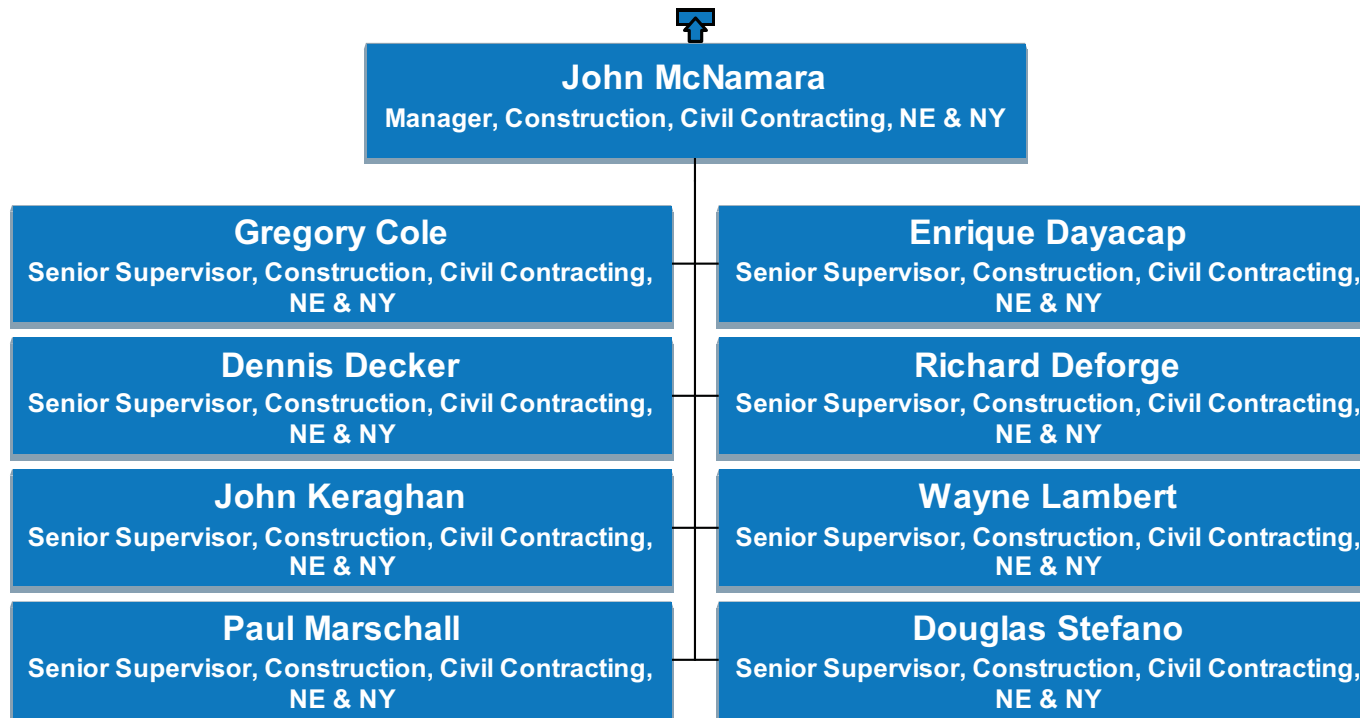 John McNamara
Manager, Construction, Civil Contracting, NE & NY
Gregory Cole
Senior Supervisor, Construction, Civil Contracting,
NE & NY
Enrique Dayacap
Senior Supervisor, Construction, Civil Contracting,
NE & NY
Dennis Decker
Senior Supervisor, Construction, Civil Contracting,
NE & NY
Richard Deforge
Senior Supervisor, Construction, Civil Contracting,
NE & NY
John Keraghan
Senior Supervisor, Construction, Civil Contracting,
NE & NY
Wayne Lambert
Senior Supervisor, Construction, Civil Contracting,
NE & NY
Paul Marschall
Senior Supervisor, Construction, Civil Contracting,
NE & NY
Douglas Stefano
Senior Supervisor, Construction, Civil Contracting,
NE & NY